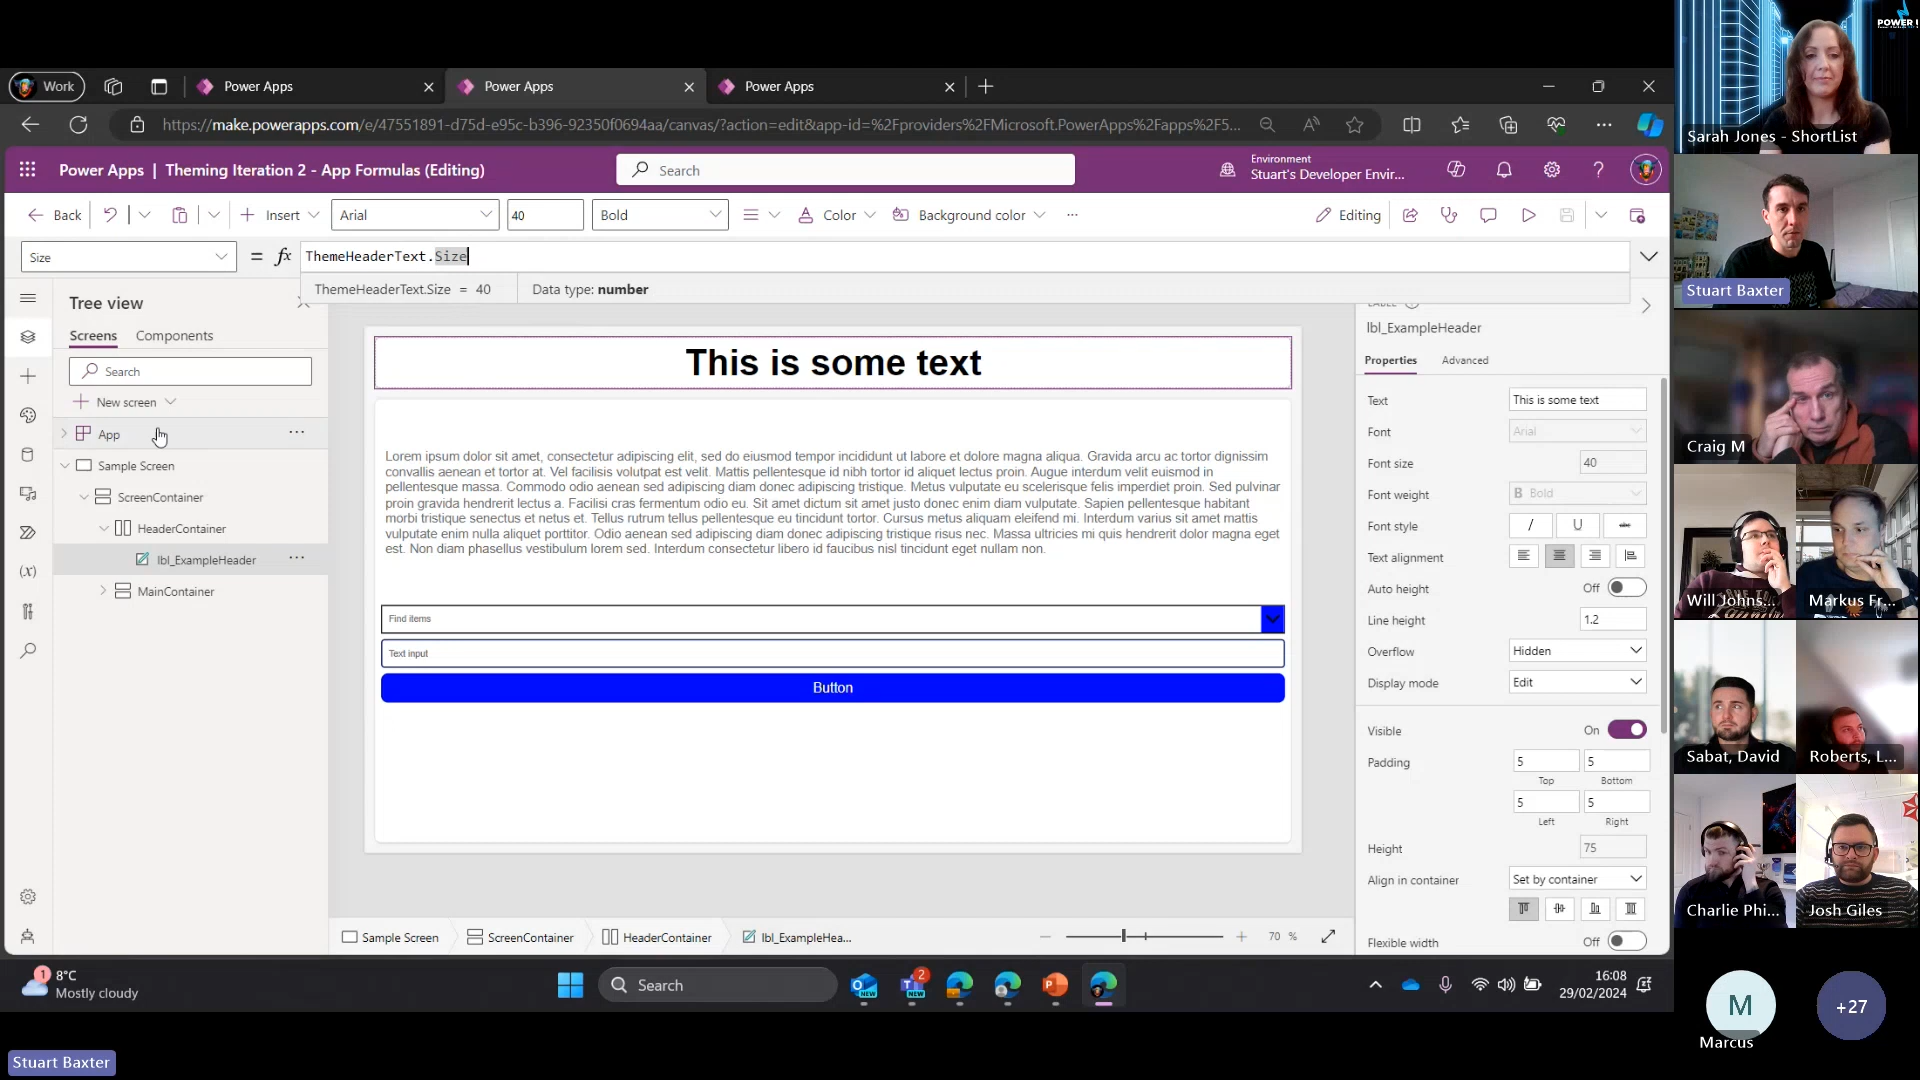 Work
Power Apps
Power Apps
Power Apps
https://make.powerapps.com/e/47551891-d75d-e95c-b396-92350f0694aa/canvas/?action=edit&app-id=%2Fproviders%2FMicrosoft.PowerApps%2Fapps%2F5...
Power Apps | Theming Iteration 2 - App Formulas (Editing)
Search
Environment
Stuart's Developer Envir...
Back
Insert
Arial
40
Bold
Color
Background color
Editing
Size
= fx ThemeHeaderText.Size
ThemeHeaderText.Size = 40
Data type: number
Tree view
Screens
Components
Search
New screen
App
Sample Screen
ScreenContainer
HeaderContainer
lbl_ExampleHeader
MainContainer
This is some text
Lorem ipsum dolor sit amet, consectetur adipiscing elit, sed do eiusmod tempor incididunt ut labore et dolore magna aliqua. Gravida arcu ac tortor dignissim
convallis aenean et tortor at. Vel facilisis volutpat est velit. Mattis pellentesque id nibh tortor id aliquet lectus proin. Augue interdum velit euismod in
pellentesque massa. Commodo odio aenean sed adipiscing diam donec adipiscing tristique. Metus vulputate eu scelerisque felis imperdiet proin. Sed pulvinar
proin gravida hendrerit lectus a. Facilisi cras fermentum odio eu. Sit amet dictum sit amet justo donec enim diam vulputate. Sapien pellentesque habitant
morbi tristique senectus et netus et. Tellus rutrum tellus pellentesque eu tincidunt tortor. Cursus metus aliquam eleifend mi. Interdum varius sit amet mattis
vulputate enim nulla aliquet porttitor. Odio aenean sed adipiscing diam donec adipiscing tristique risus nec. Massa ultricies mi quis hendrerit dolor magna eget
est. Non diam phasellus vestibulum lorem sed. Interdum consectetur libero id faucibus nisl tincidunt eget nullam non.
Find items
Text input
Button
lbl_ExampleHeader
Properties
Advanced
Text
This is some text
Font
Arial
Font size
40
Font weight
B Bold
Font style
Text alignment
Auto height
Off
Line height
1.2
Overflow
Hidden
Display mode
Edit
Visible
On
Padding
5
5
Top
Bottom
5
5
Left
Right
Height
75
Align in container
Set by container
Flexible width
Off
Sample Screen
ScreenContainer
HeaderContainer
lbl_ExampleHea...
70 %
1
8°C
Mostly cloudy
Search
NEW
2
NEW
16:08
29/02/2024
Stuart Baxter
Sarah Jones - ShortList
Stuart Baxter
Craig M
Will Johns...
Markus Fr...
Sabat, David
Roberts, L...
Charlie Phi...
Josh Giles
M
Marcus
+27